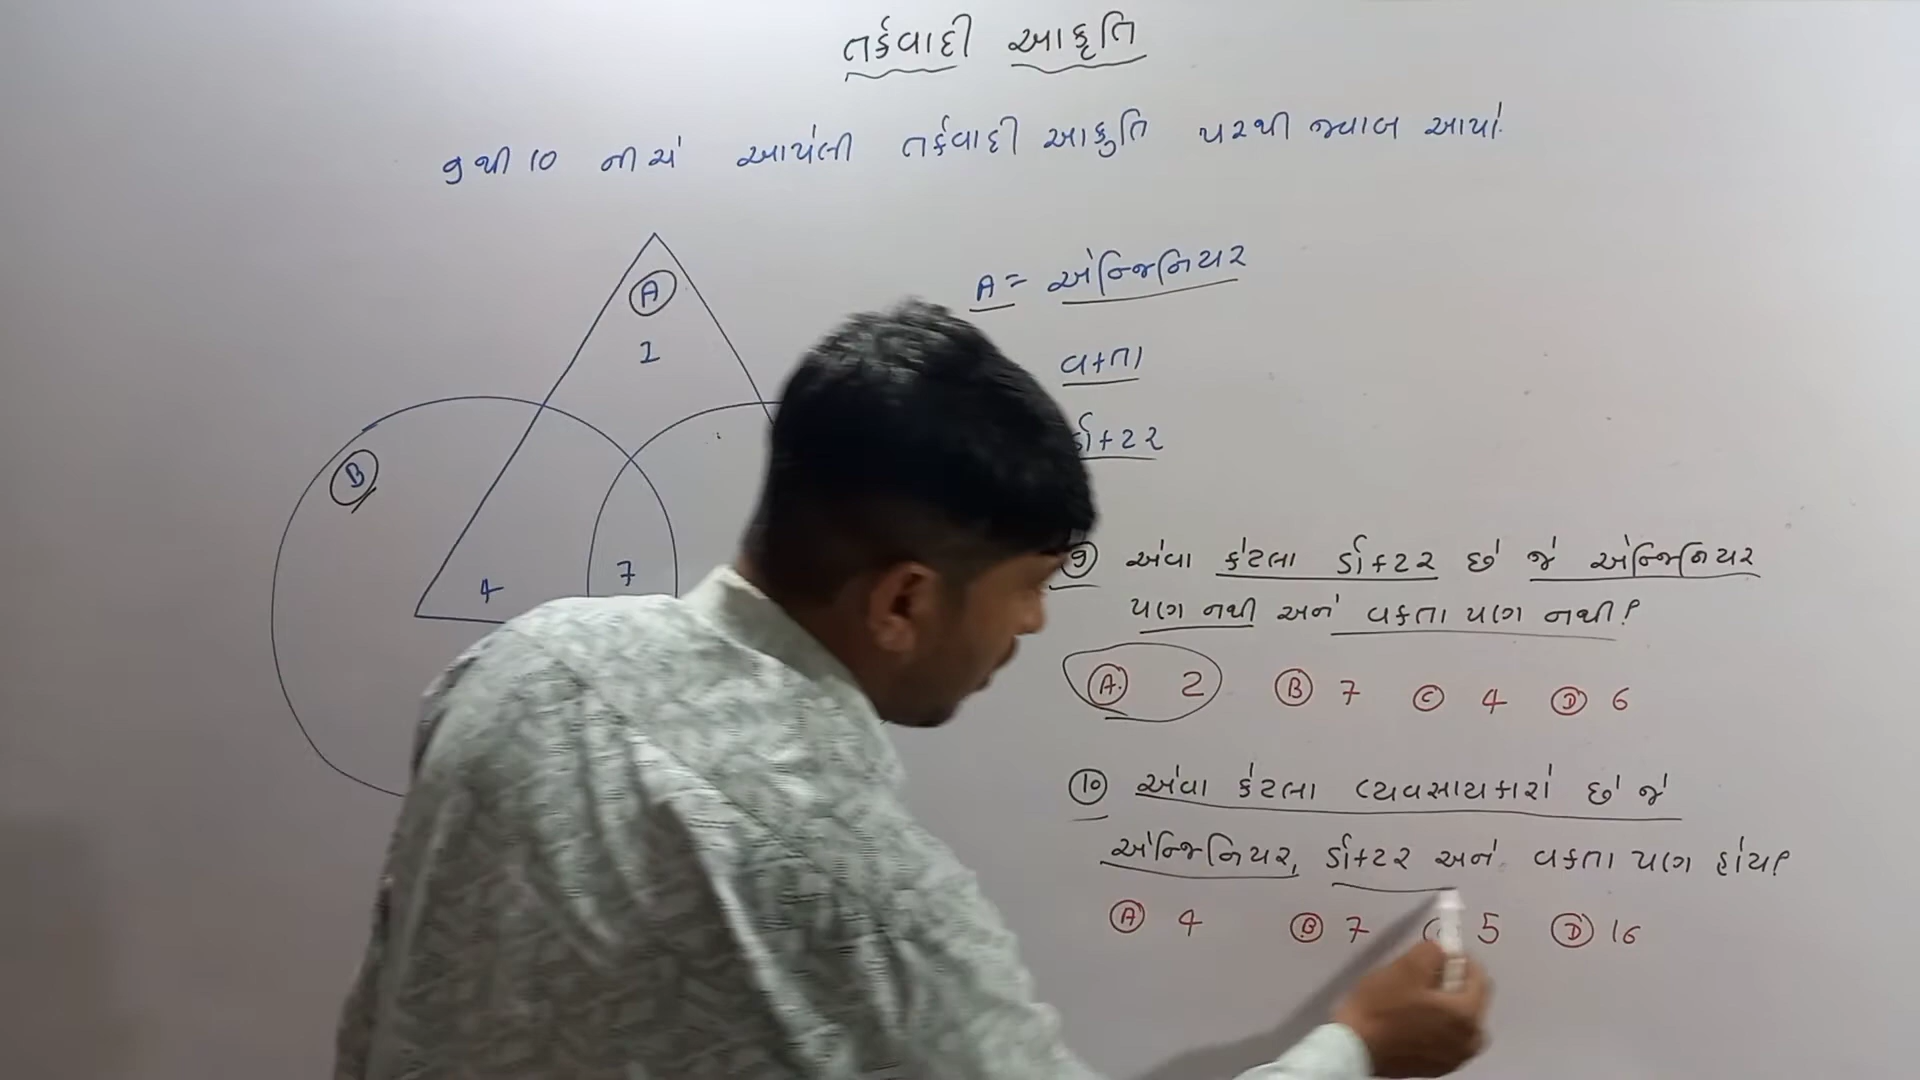 તર્કવાદી આકૃતિ
9 થી 10 નીચે આપેલી તર્કવાદી આકૃતિ પરથી જવાબ આપો.
A
1
B
4
7
A = એન્જિનિયર
વક્તા
ડૉક્ટર
9 એવા કેટલા ડૉક્ટર છે જે એન્જિનિયર
પણ નથી અને વક્તા પણ નથી?
A. 2 B 7 C 4 D 6
10 એવા કેટલા વ્યવસાયકારો છે જે
એન્જિનિયર, ડૉક્ટર અને વક્તા પણ હોય?
A 4 B 7 5 D 16